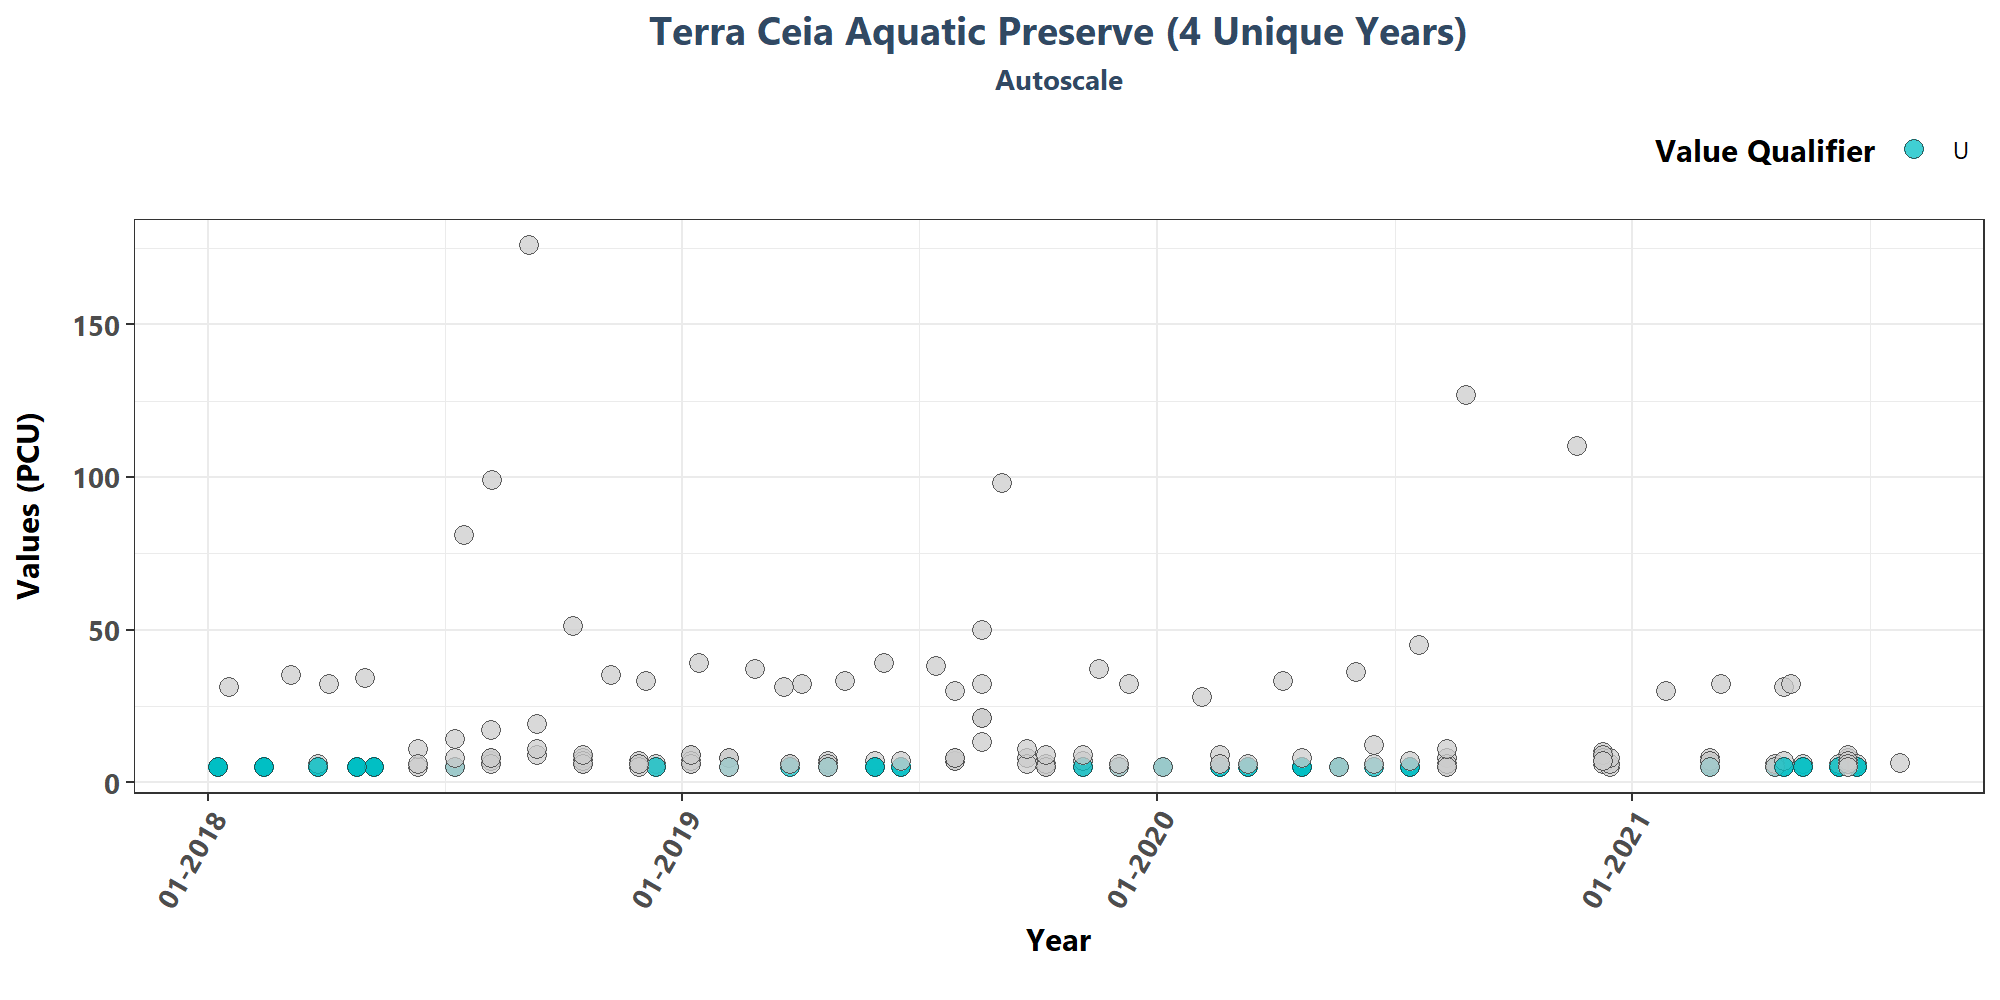 Terra Ceia Aquatic Preserve (4 Unique Years)
Autoscale
Value Qualifier U
Values (PCU)
150
100
50
0
01-2018
01-2019
01-2020
01-2021
Year